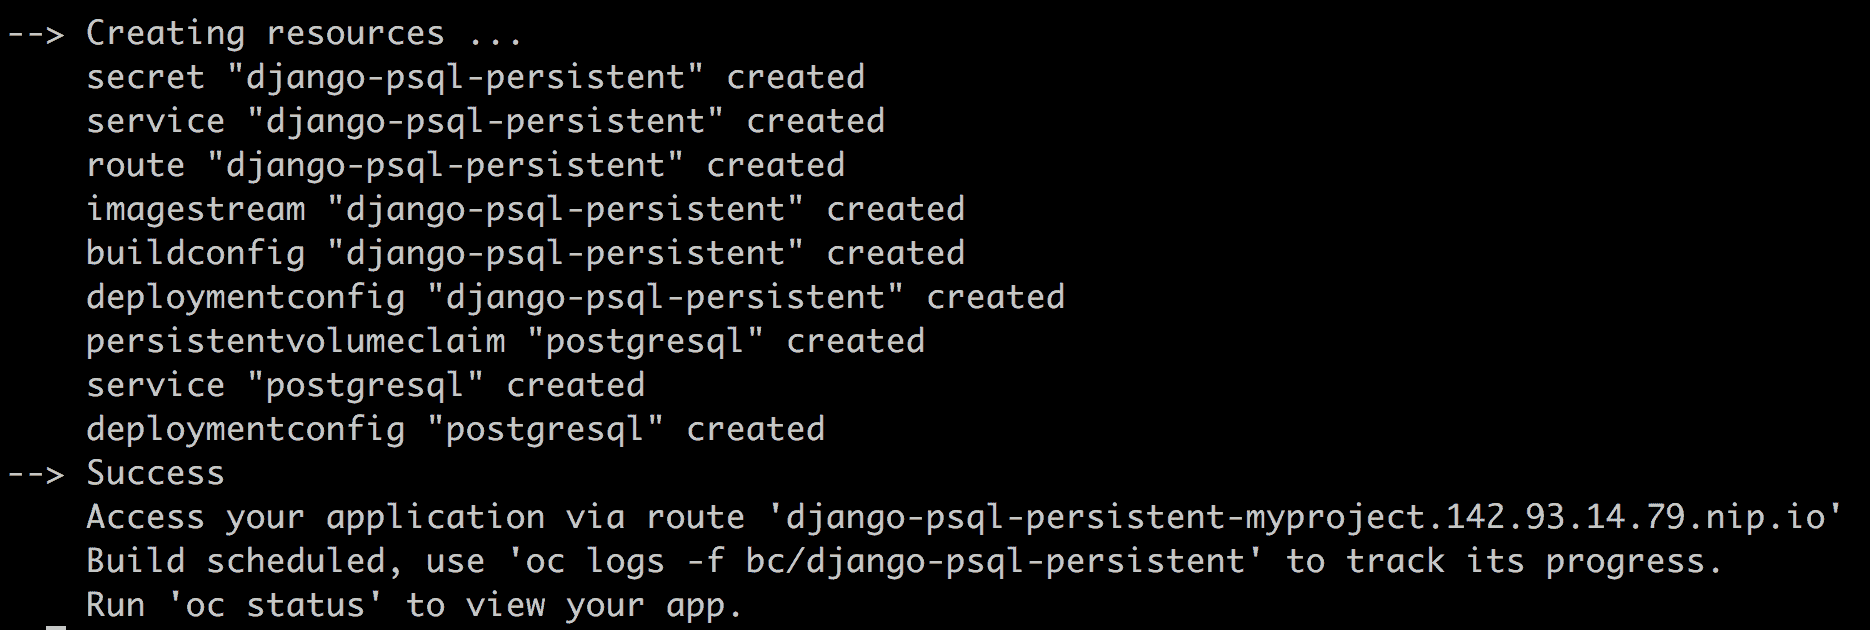 --> Creating resources ...
    secret "django-psql-persistent" created
    service "django-psql-persistent" created
    route "django-psql-persistent" created
    imagestream "django-psql-persistent" created
    buildconfig "django-psql-persistent" created
    deploymentconfig "django-psql-persistent" created
    persistentvolumeclaim "postgresql" created
    service "postgresql" created
    deploymentconfig "postgresql" created
--> Success
    Access your application via route 'django-psql-persistent-myproject.142.93.14.79.nip.io'
    Build scheduled, use 'oc logs -f bc/django-psql-persistent' to track its progress.
    Run 'oc status' to view your app.